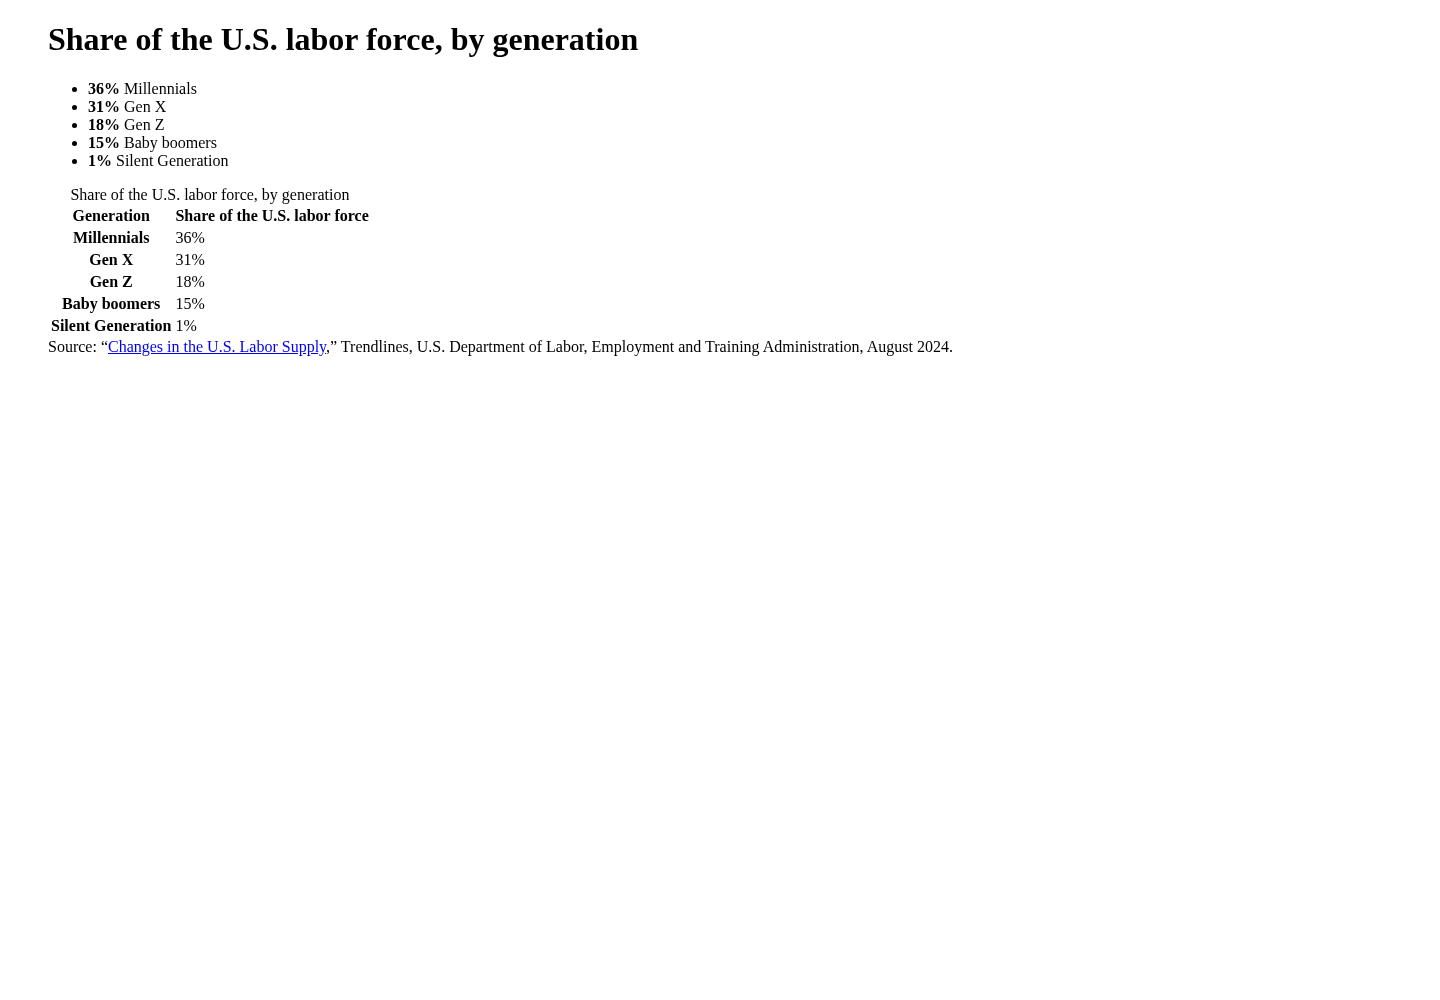 Share of the U.S. labor force, by generation
36% Millennials
31% Gen X
18% Gen Z
15% Baby boomers
1% Silent Generation
Share of the U.S. labor force, by generation
Generation Share of the U.S. labor force
Millennials 36%
Gen X 31%
Gen Z 18%
Baby boomers 15%
Silent Generation 1%
Source: “Changes in the U.S. Labor Supply,” Trendlines, U.S. Department of Labor, Employment and Training Administration, August 2024.